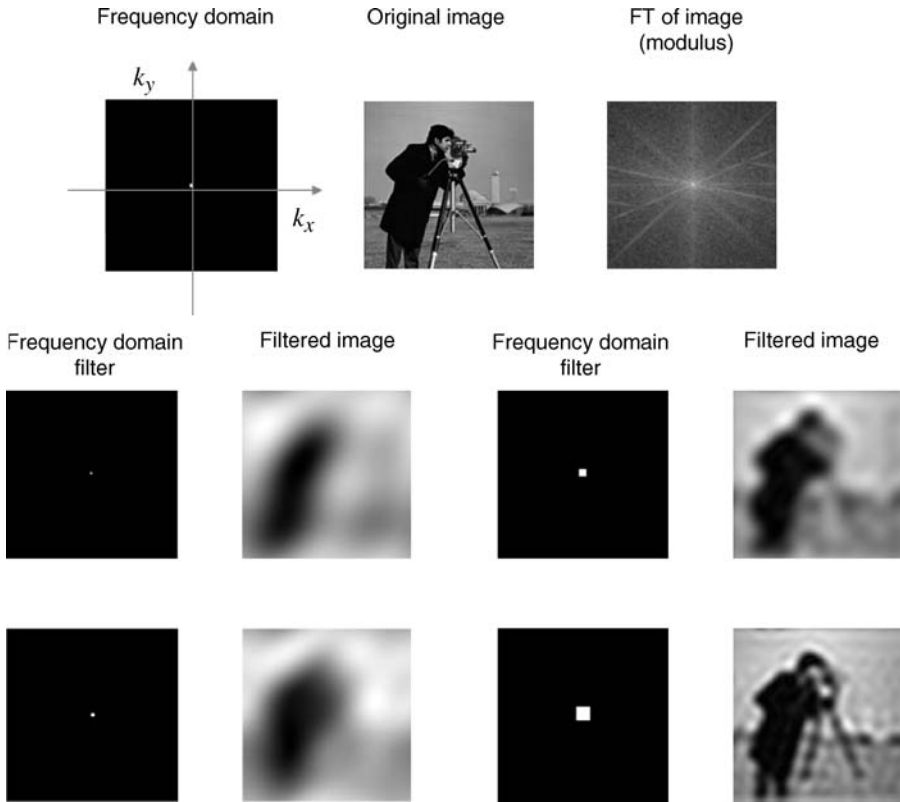 Frequency domain
Original image
FT of image
(modulus)
k_y
k_x
Frequency domain
filter
Filtered image
Frequency domain
filter
Filtered image